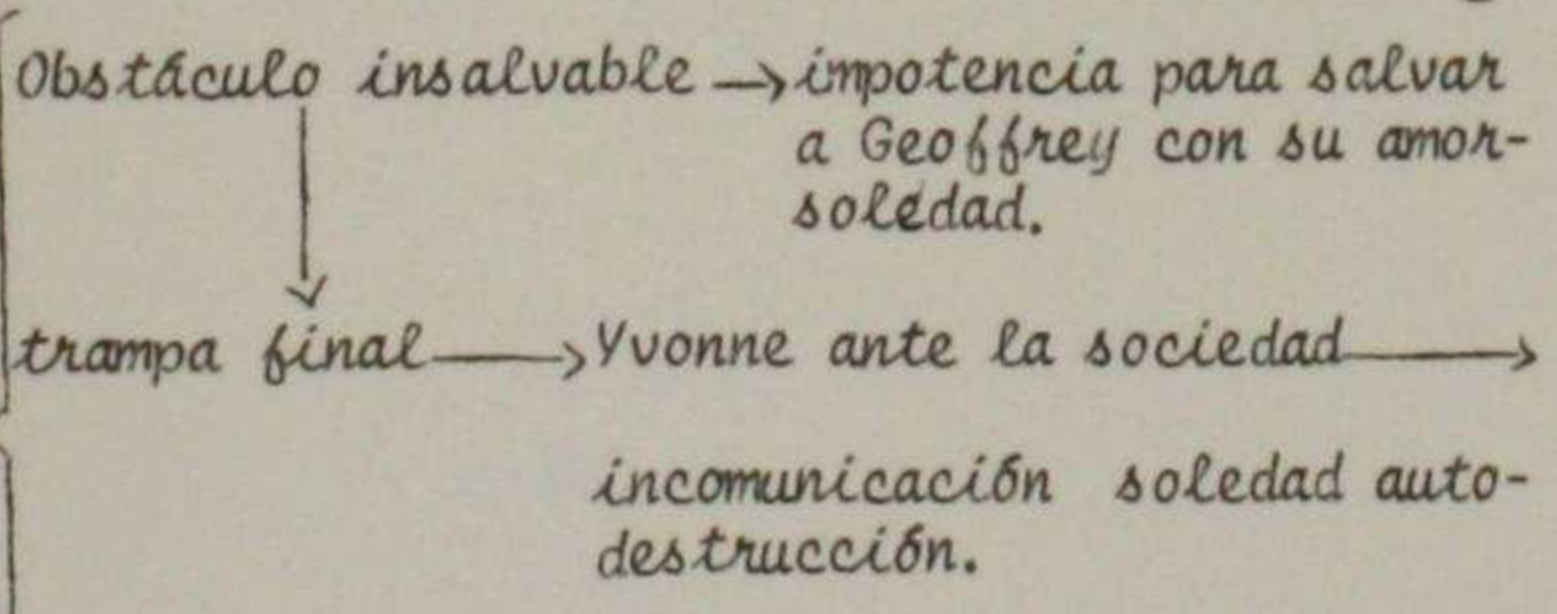 Obstáculo insalvable → impotencia para salvar
a Geoffrey con su amor-
soledad.
trampa final → Yvonne ante la sociedad →
incomunicación soledad auto-
destrucción.